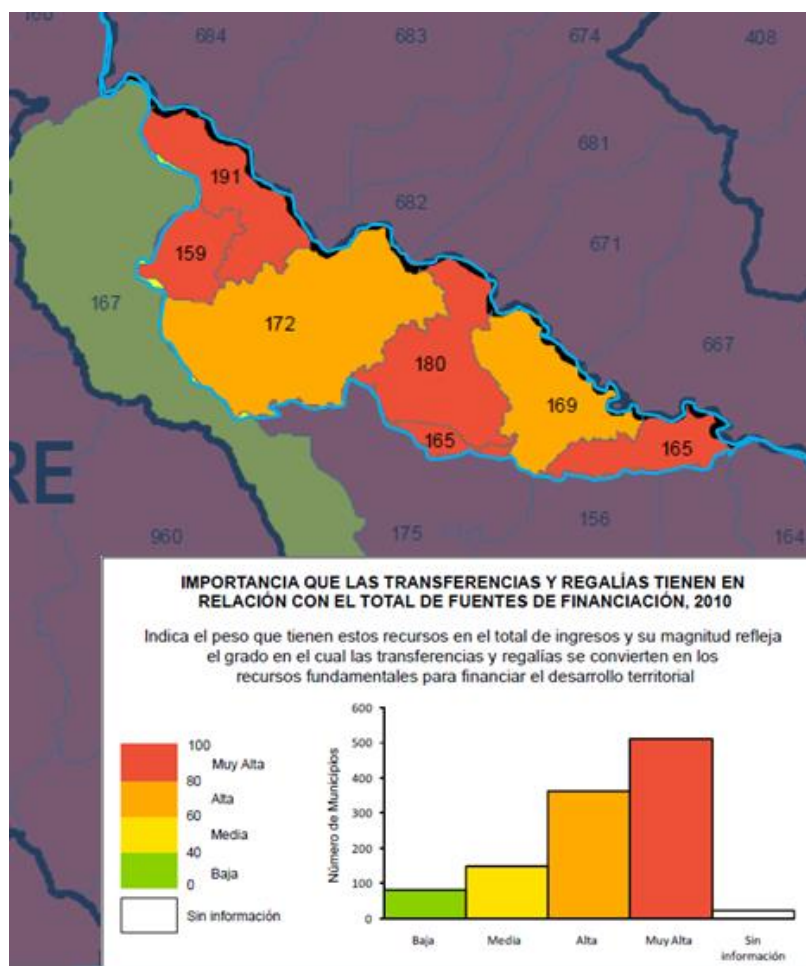 160
684
683
674
408
191
681
682
159
671
167
172
667
180
169
165
165
RE
960
175
156
164
IMPORTANCIA QUE LAS TRANSFERENCIAS Y REGALÍAS TIENEN EN
RELACIÓN CON EL TOTAL DE FUENTES DE FINANCIACIÓN, 2010
Indica el peso que tienen estos recursos en el total de ingresos y su magnitud refleja
el grado en el cual las transferencias y regalías se convierten en los
recursos fundamentales para financiar el desarrollo territorial
100
Muy Alta
80
Alta
60
Media
40
Baja
0
Sin información
Número de Municipios
600
500
400
300
200
100
0
Baja Media Alta Muy Alta Sin
información